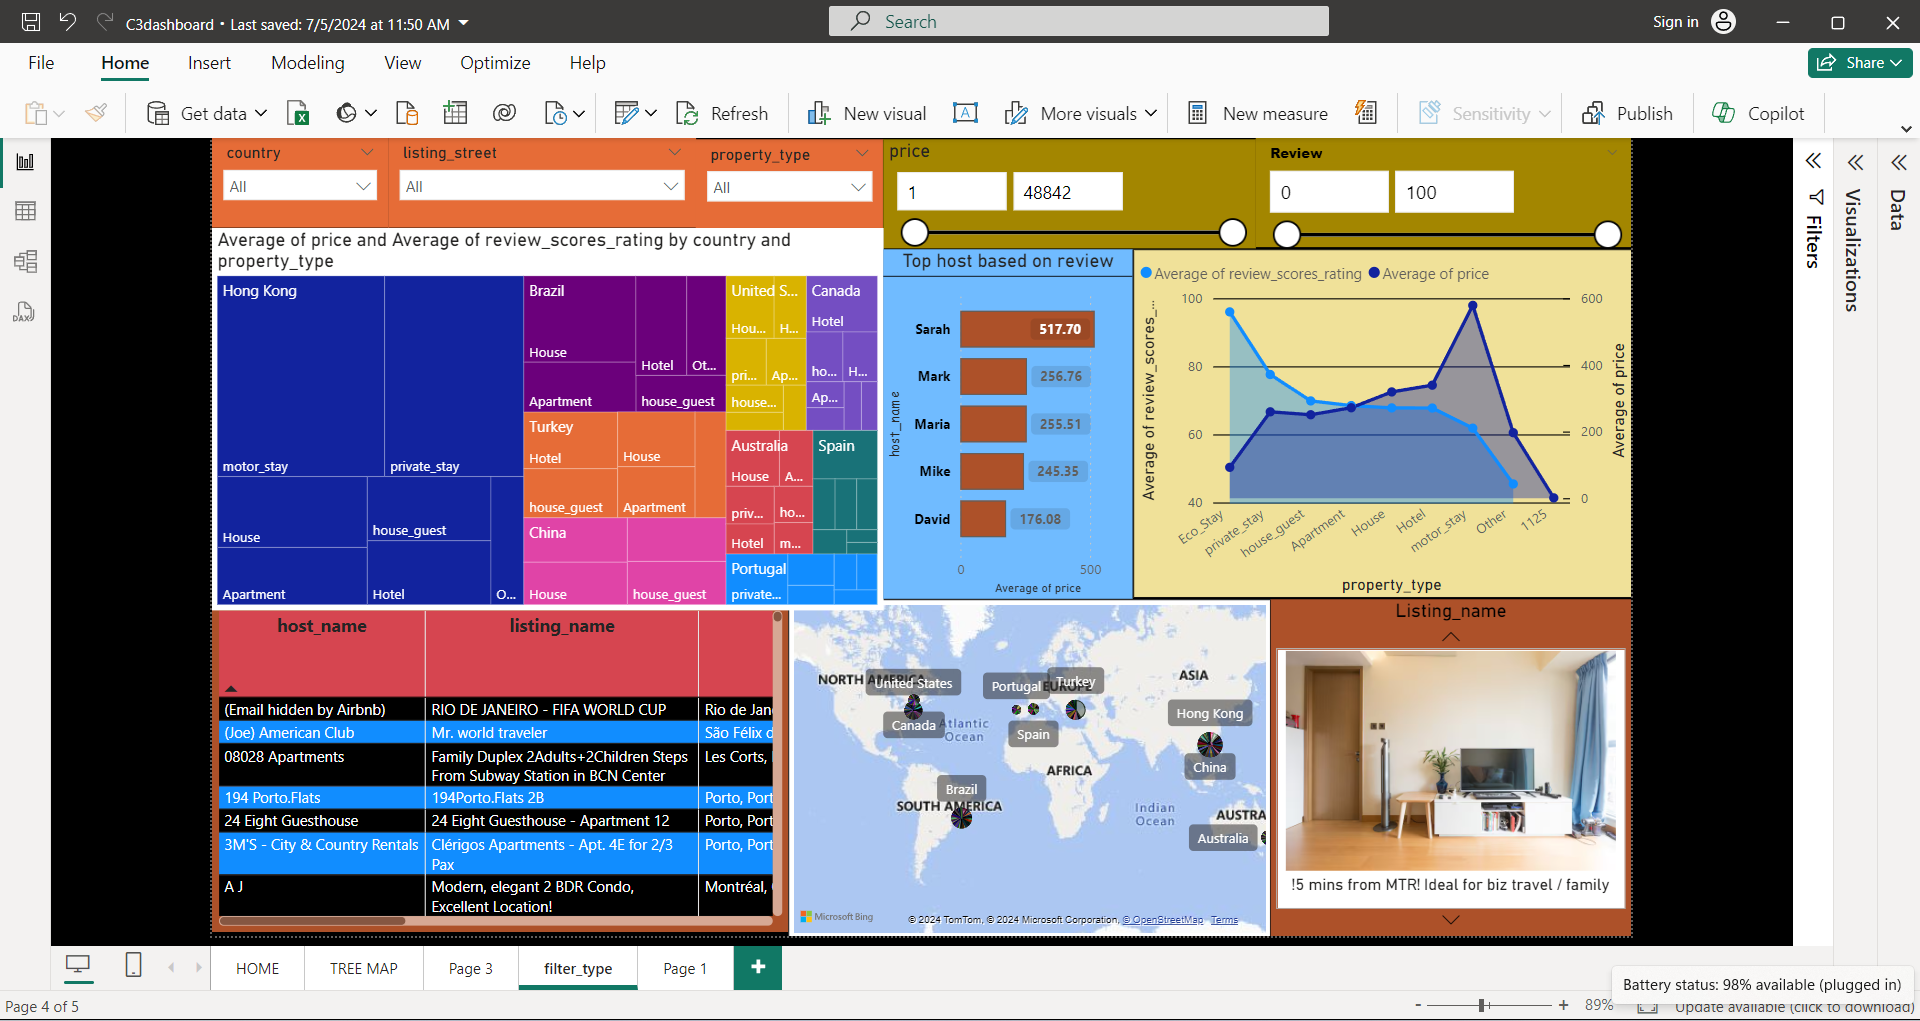 C3dashboard • Last saved: 7/5/2024 at 11:50 AM
Search
Sign in
File
Home
Insert
Modeling
View
Optimize
Help
Share
Get data
Refresh
New visual
More visuals
New measure
Sensitivity
Publish
Copilot
country
All
listing_street
All
property_type
All
price
1
48842
Review
0
100
Filters
Visualizations
Data
DAX
Average of price and Average of review_scores_rating by country and
property_type
Hong Kong
motor_stay
private_stay
House
house_guest
Apartment
Hotel
O...
Brazil
House
Hotel
Ot...
Apartment
house_guest
Turkey
Hotel
House
house_guest
Apartment
China
House
house_guest
United S...
Hou...
H...
pri...
Ap...
house...
Canada
Hotel
ho...
H...
Ap...
Australia
House
A...
priv...
ho...
Hotel
m...
Spain
Portugal
private...
Top host based on review
host_name
Sarah
517.70
Mark
256.76
Maria
255.51
Mike
245.35
David
176.08
0
500
Average of price
Average of review_scores_rating
Average of price
Average of review_scores_...
100
80
60
40
600
400
200
0
Average of price
Eco_Stay
private_stay
house_guest
Apartment
House
Hotel
motor_stay
Other
1125
property_type
host_name
listing_name
(Email hidden by Airbnb)
RIO DE JANEIRO - FIFA WORLD CUP
Rio de Jan
(Joe) American Club
Mr. world traveler
São Félix d
08028 Apartments
Family Duplex 2Adults+2Children Steps
From Subway Station in BCN Center
Les Corts,
194 Porto.Flats
194Porto.Flats 2B
Porto, Port
24 Eight Guesthouse
24 Eight Guesthouse - Apartment 12
Porto, Port
3M'S - City & Country Rentals
Clérigos Apartments - Apt. 4E for 2/3
Pax
Porto, Port
A J
Modern, elegant 2 BDR Condo,
Excellent Location!
Montréal,
NORTH AMERICA
United States
Canada
Atlantic
Ocean
Portugal
EUROPE
Turkey
Spain
ASIA
Hong Kong
China
AFRICA
Brazil
SOUTH AMERICA
Indian
Ocean
AUSTRA
Australia
Microsoft Bing
© 2024 TomTom, © 2024 Microsoft Corporation, © OpenStreetMap Terms
Listing_name
!5 mins from MTR! Ideal for biz travel / family
HOME
TREE MAP
Page 3
filter_type
Page 1
+
Battery status: 98% available (plugged in)
Page 4 of 5
- + 89%
Update available (click to download)